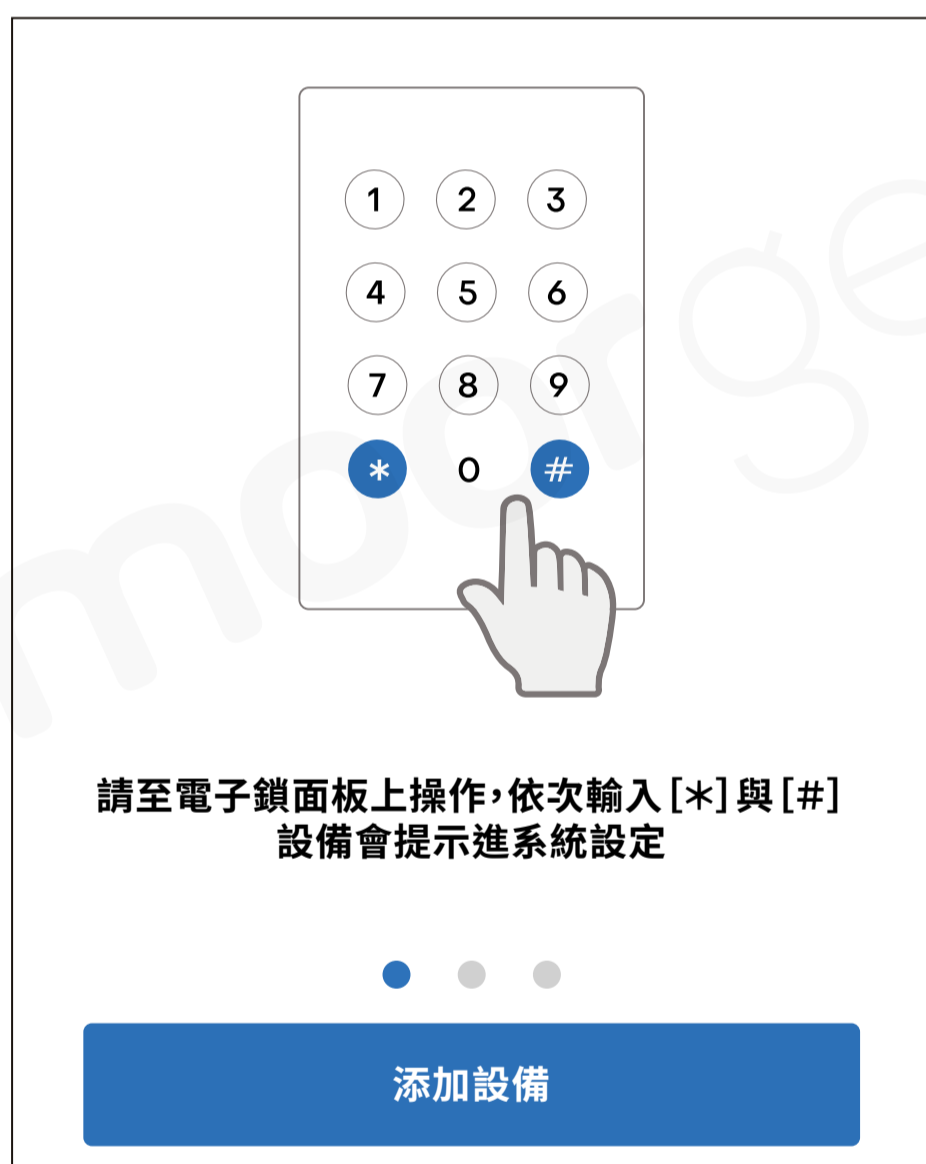 1 2 3
4 5 6
7 8 9
* 0 #
請至電子鎖面板上操作,依次輸入[*]與[#]
設備會提示進系統設定
添加設備
moorge